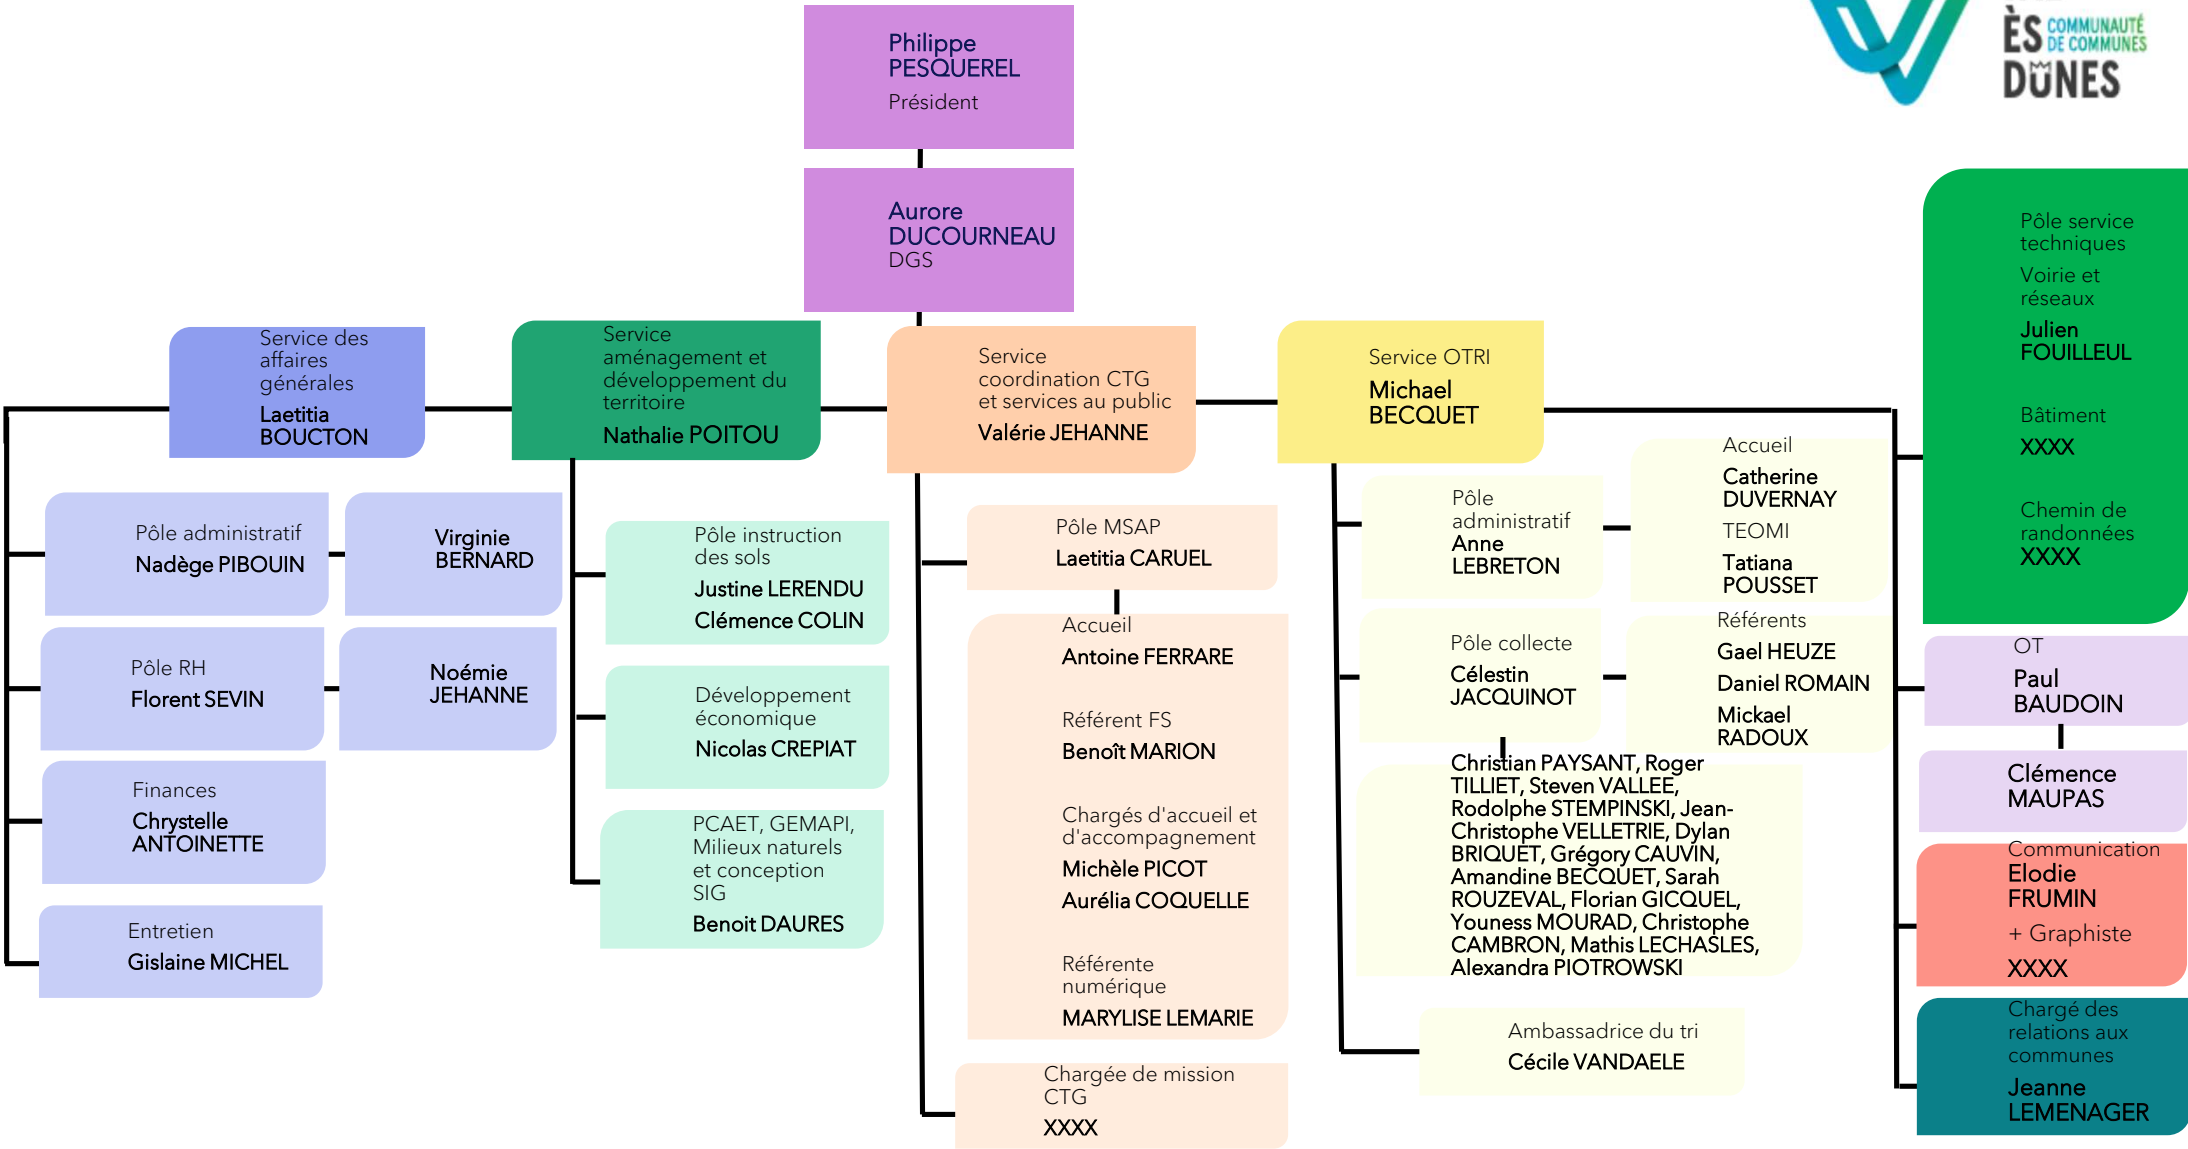 Philippe
PESQUEREL
Président
ÈS COMMUNAUTÉ
DE COMMUNES
DUNES
Aurore
DUCOURNEAU
DGS
Service des
affaires
générales
Laetitia
BOUCTON
Pôle administratif
Nadège PIBOUIN
Virginie
BERNARD
Pôle RH
Florent SEVIN
Noémie
JEHANNE
Finances
Chrystelle
ANTOINETTE
Entretien
Gislaine MICHEL
Service
aménagement et
développement du
territoire
Nathalie POITOU
Pôle instruction
des sols
Justine LERENDU
Clémence COLIN
Développement
économique
Nicolas CREPIAT
PCAET, GEMAPI,
Milieux naturels
et conception
SIG
Benoit DAURES
Service
coordination CTG
et services au public
Valérie JEHANNE
Pôle MSAP
Laetitia CARUEL
Accueil
Antoine FERRARE
Référent FS
Benoît MARION
Chargés d'accueil et
d'accompagnement
Michèle PICOT
Aurélia COQUELLE
Référente
numérique
MARYLISE LEMARIE
Chargée de mission
CTG
XXXX
Service OTRI
Michael
BECQUET
Pôle
administratif
Anne
LEBRETON
Accueil
Catherine
DUVERNAY
TEOMI
Tatiana
POUSSET
Pôle collecte
Célestin
JACQUINOT
Référents
Gael HEUZE
Daniel ROMAIN
Mickael
RADOUX
Christian PAYSANT, Roger
TILLIET, Steven VALLEE,
Rodolphe STEMPINSKI, Jean-
Christophe VELLETRIE, Dylan
BRIQUET, Grégory CAUVIN,
Amandine BECQUET, Sarah
ROUZEVAL, Florian GICQUEL,
Youness MOURAD, Christophe
CAMBRON, Mathis LECHASLES,
Alexandra PIOTROWSKI
Ambassadrice du tri
Cécile VANDAELE
Pôle service
techniques
Voirie et
réseaux
Julien
FOUILLEUL
Bâtiment
XXXX
Chemin de
randonnées
XXXX
OT
Paul
BAUDOIN
Clémence
MAUPAS
Communication
Elodie
FRUMIN
+ Graphiste
XXXX
Chargé des
relations aux
communes
Jeanne
LEMENAGER